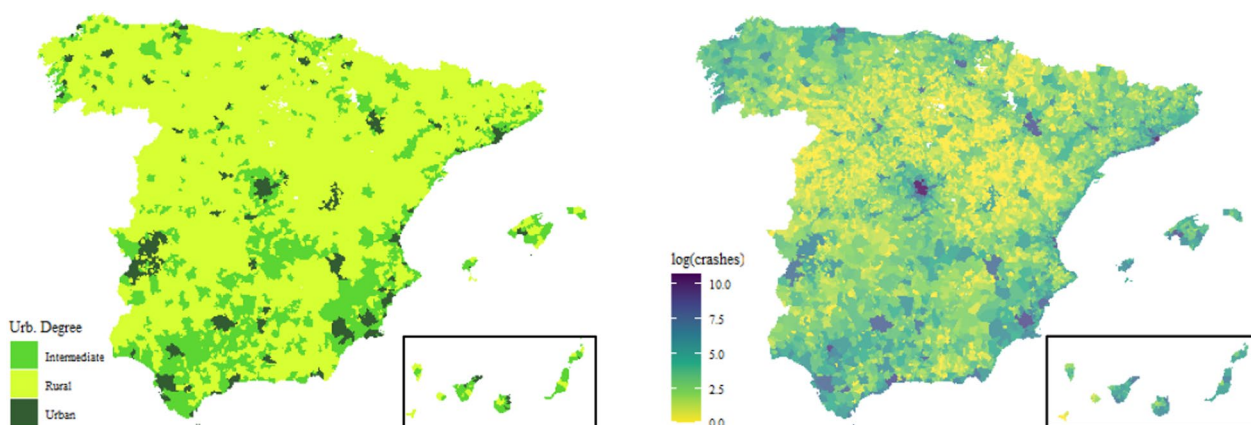 Urb. Degree
Intermediate
Rural
Urban
log(crashes)
10.0
7.5
5.0
2.5
0.0